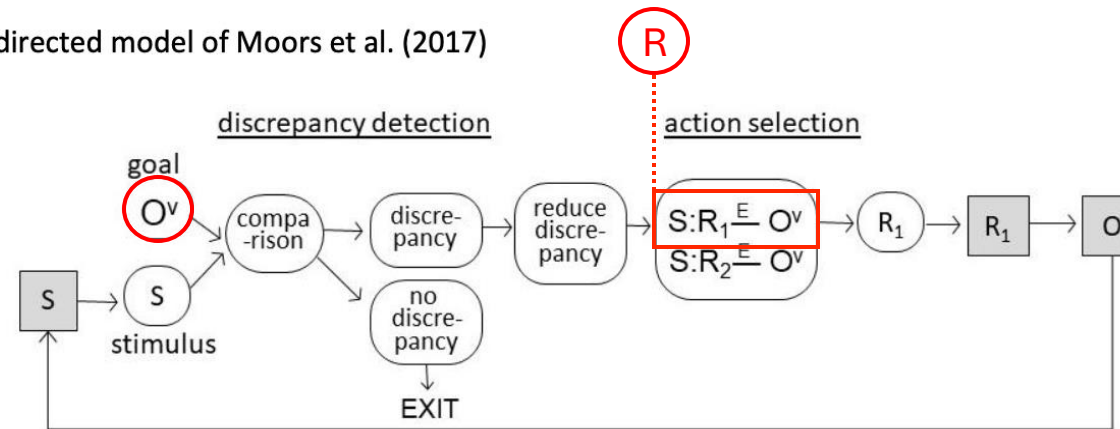 directed model of Moors et al. (2017)
R
discrepancy detection
action selection
goal
Oᵛ
compa
-rison
discre-
pancy
reduce
discre-
pancy
S:R₁ E Oᵛ
S:R₂ E Oᵛ
R₁
R₁
O
S
S
stimulus
no
discre-
pancy
EXIT